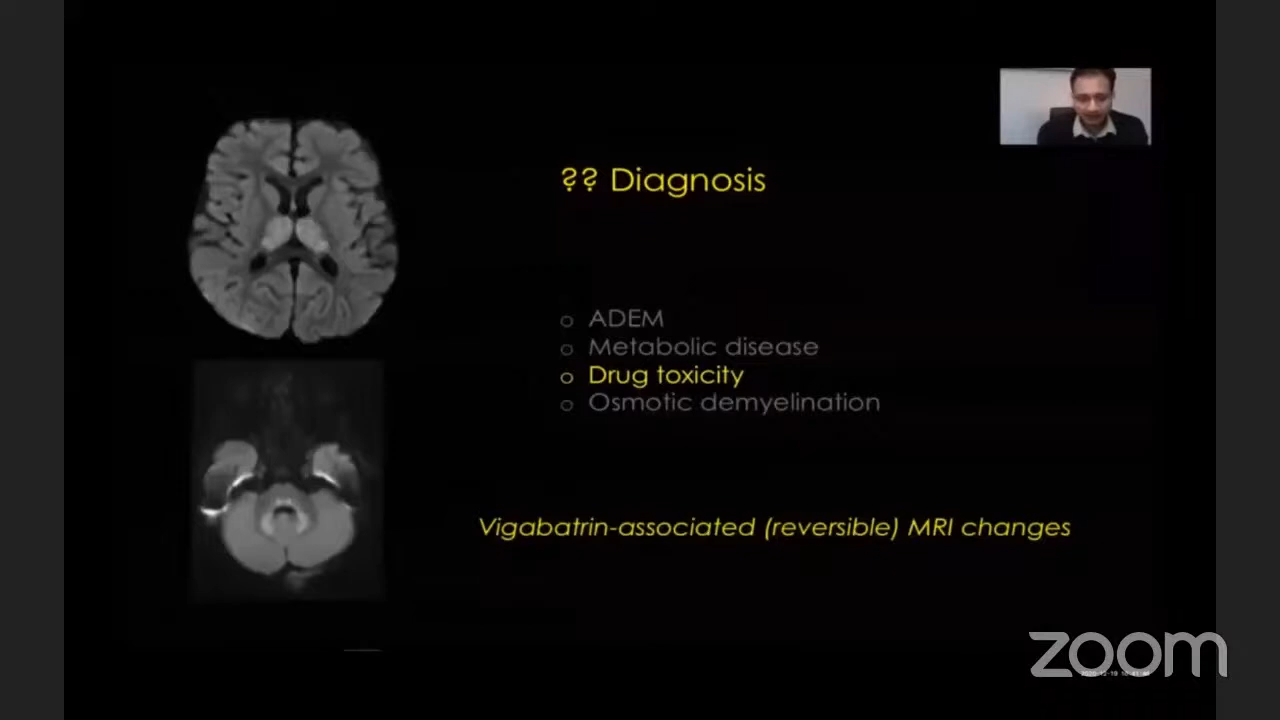 ?? Diagnosis
ADEM
Metabolic disease
Drug toxicity
Osmotic demyelination
Vigabatrin-associated (reversible) MRI changes
zoom